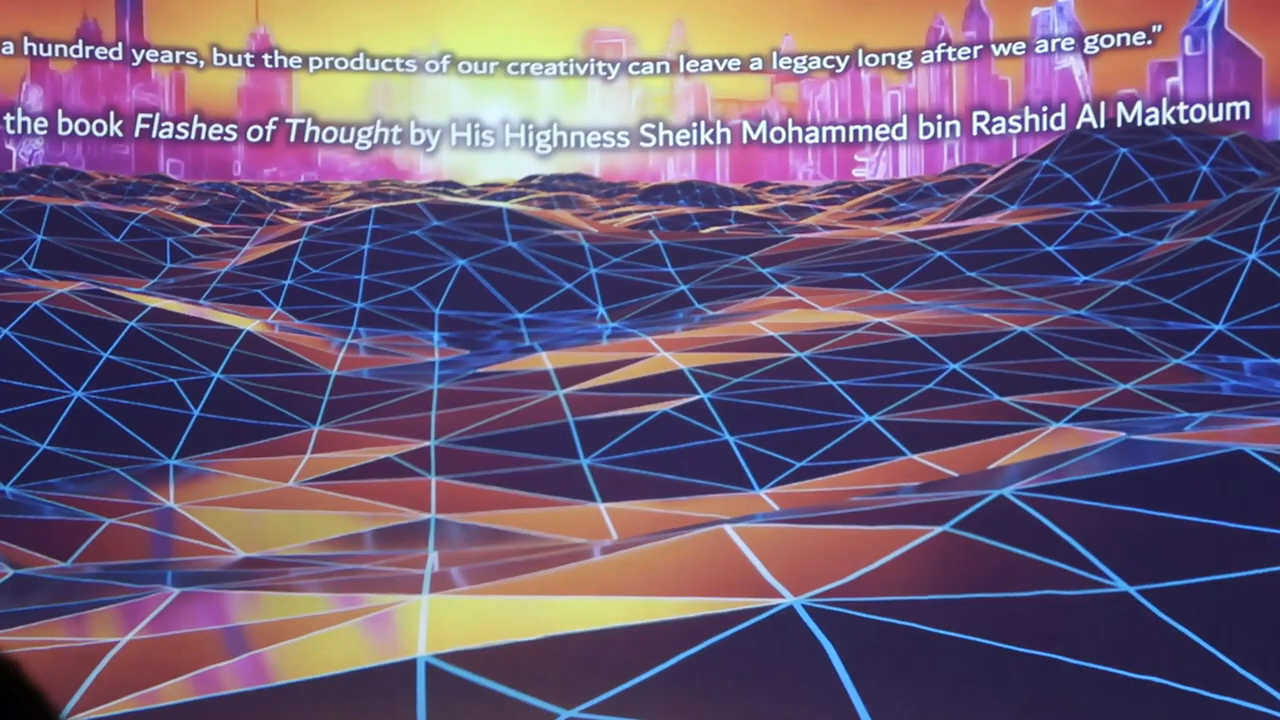 a hundred years, but the products of our creativity can leave a legacy long after we are gone.”
the book Flashes of Thought by His Highness Sheikh Mohammed bin Rashid Al Maktoum